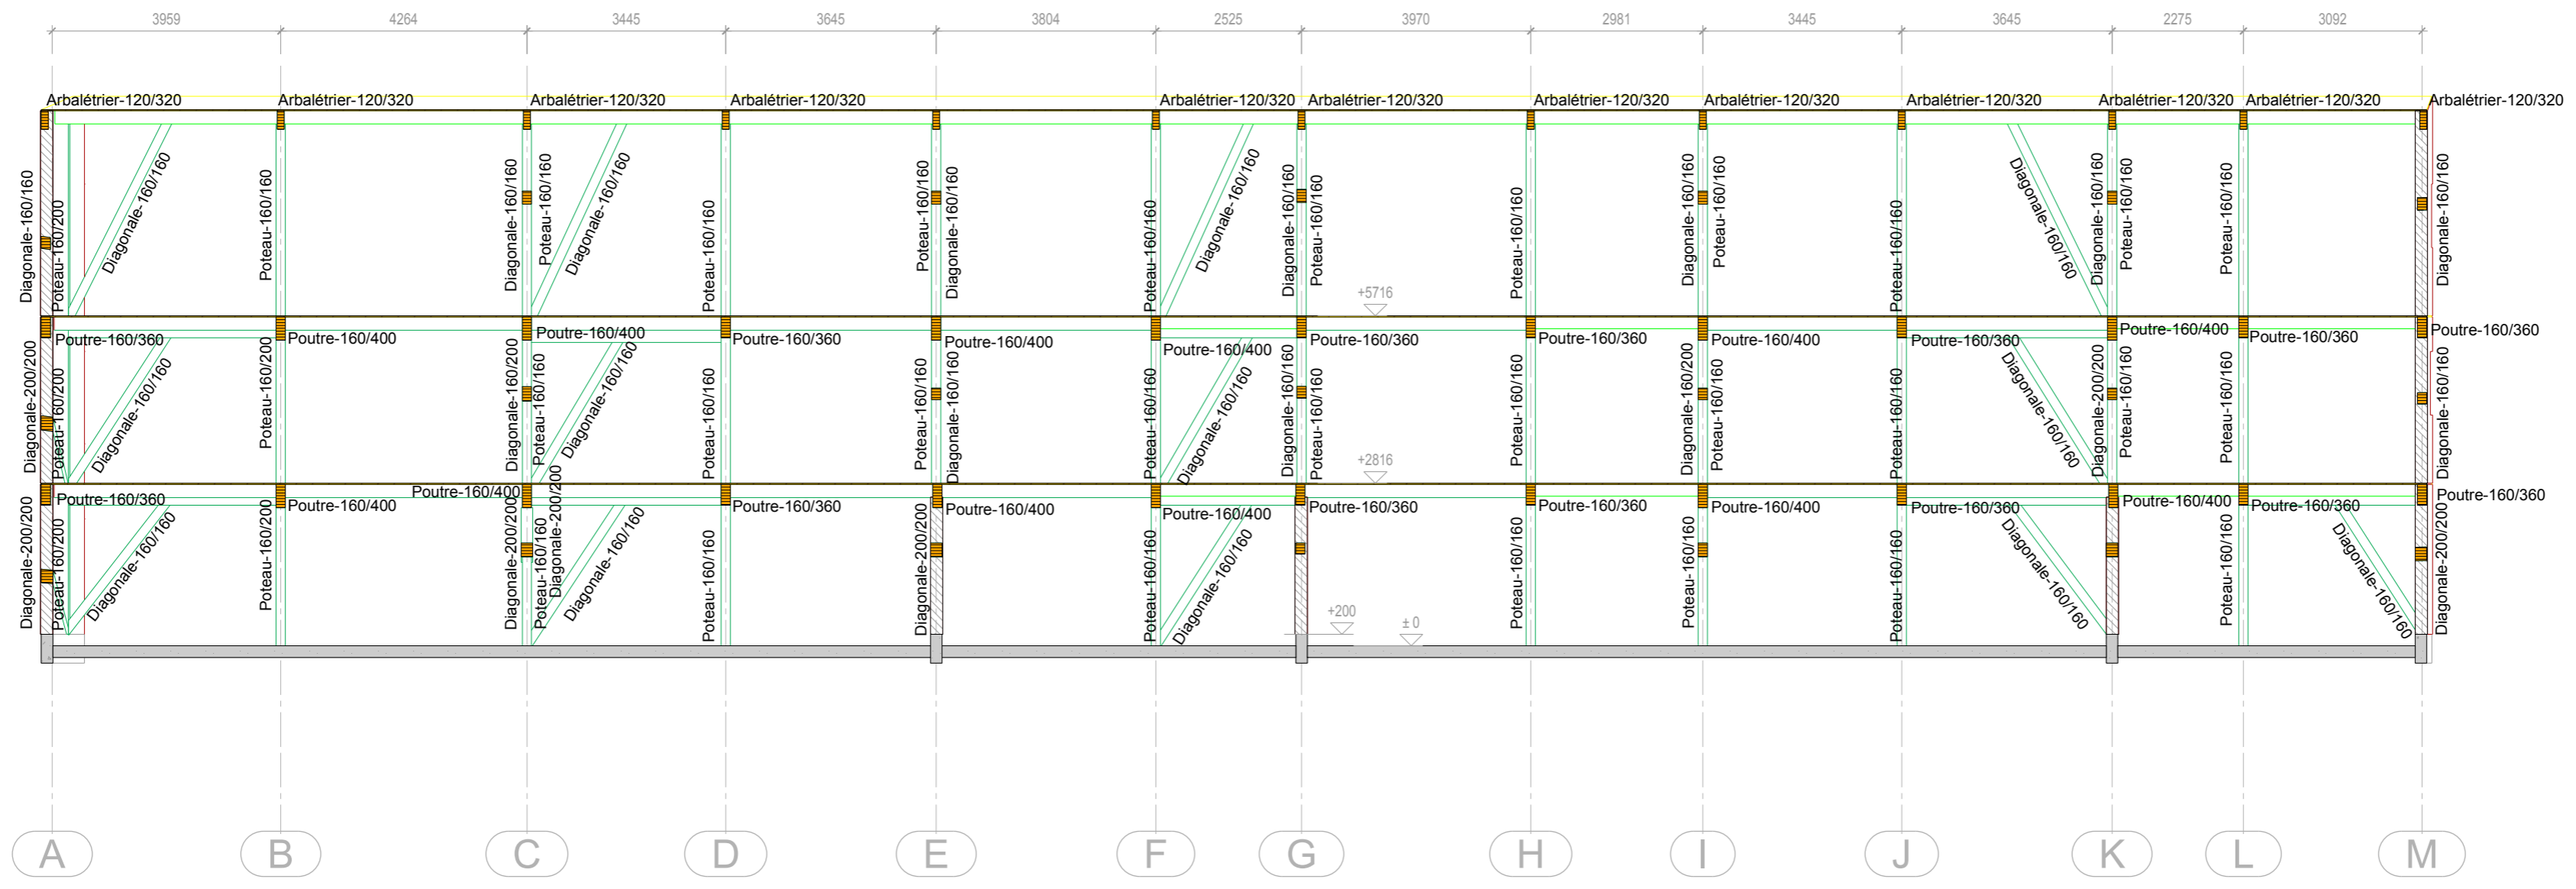 3959 4264 3445 3645 3804 2525 3970 2981 3445 3645 2275 3092
Arbalétrier-120/320 Arbalétrier-120/320 Arbalétrier-120/320 Arbalétrier-120/320 Arbalétrier-120/320 Arbalétrier-120/320 Arbalétrier-120/320 Arbalétrier-120/320 Arbalétrier-120/320 Arbalétrier-120/320 Arbalétrier-120/320 Arbalétrier-120/320
Diagonale-160/160
Poteau-160/200
Diagonale-160/160
Poteau-160/160
Diagonale-160/160
Poteau-160/160
Diagonale-160/160
Poteau-160/160
Poteau-160/160
Diagonale-160/160
Poteau-160/160
Diagonale-160/160
Diagonale-160/160
Poteau-160/160
Poteau-160/160
Diagonale-160/160
Poteau-160/160
Poteau-160/160
Diagonale-160/160
Diagonale-160/160
Poteau-160/160
Poteau-160/160
Diagonale-160/160
+5716
Poutre-160/360 Poutre-160/400 Poutre-160/400 Poutre-160/360 Poutre-160/400 Poutre-160/400 Poutre-160/360 Poutre-160/360 Poutre-160/400 Poutre-160/360 Poutre-160/400 Poutre-160/360 Poutre-160/360
Diagonale-200/200
Poteau-160/200
Diagonale-160/160
Poteau-160/200
Diagonale-160/200
Poteau-160/160
Diagonale-160/160
Poteau-160/160
Poteau-160/160
Diagonale-160/160
Poteau-160/160
Diagonale-160/160
Diagonale-160/160
Poteau-160/160
Poteau-160/160
Diagonale-160/200
Poteau-160/160
Poteau-160/160
Diagonale-160/160
Diagonale-200/200
Poteau-160/160
Poteau-160/160
Diagonale-160/160
+2816
Poutre-160/360 Poutre-160/400 Poutre-160/400 Poutre-160/360 Poutre-160/400 Poutre-160/400 Poutre-160/360 Poutre-160/360 Poutre-160/400 Poutre-160/360 Poutre-160/400 Poutre-160/360 Poutre-160/360
Diagonale-200/200
Poteau-160/200
Diagonale-160/160
Poteau-160/200
Diagonale-200/200
Poteau-160/160
Diagonale-200/200
Diagonale-160/160
Poteau-160/160
Diagonale-200/200
Poteau-160/160
Diagonale-160/160
Poteau-160/160
Poteau-160/160
Diagonale-160/160
Poteau-160/160
Diagonale-160/160
Diagonale-200/200
+200
± 0
A B C D E F G H I J K L M